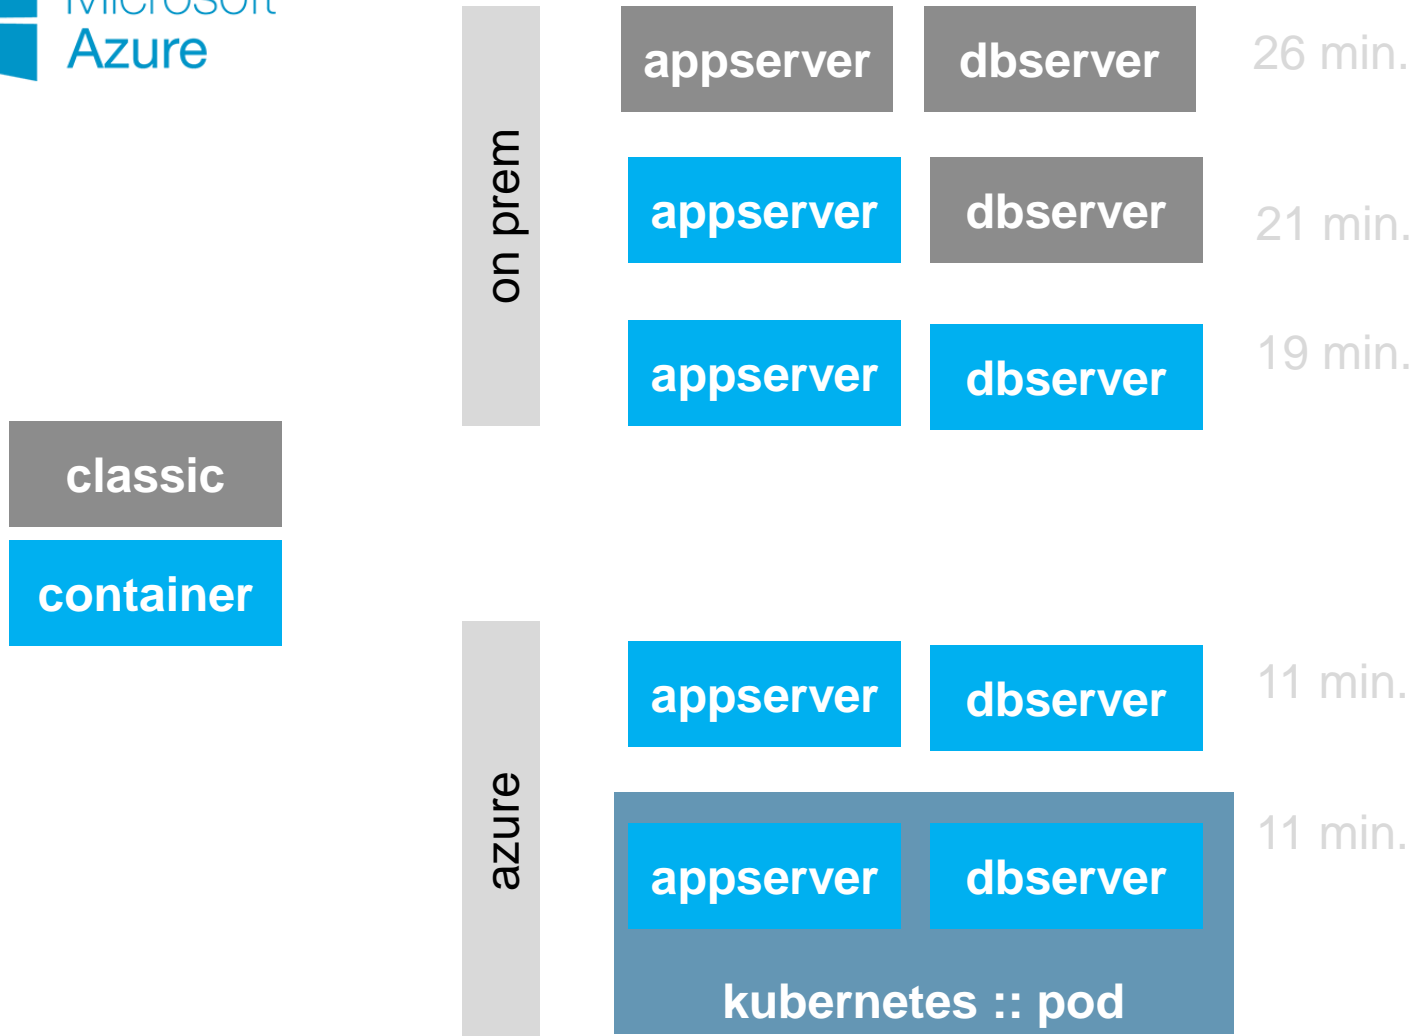 Microsoft
Azure
on prem
appserver dbserver 26 min.
appserver dbserver 21 min.
appserver dbserver 19 min.
classic
container
azure
appserver dbserver 11 min.
appserver dbserver 11 min.
kubernetes :: pod